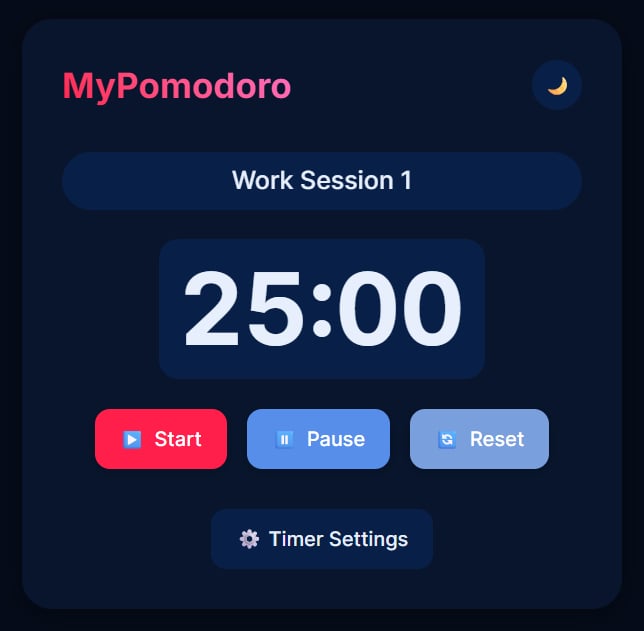 MyPomodoro
Work Session 1
25:00
Start
Pause
Reset
Timer Settings